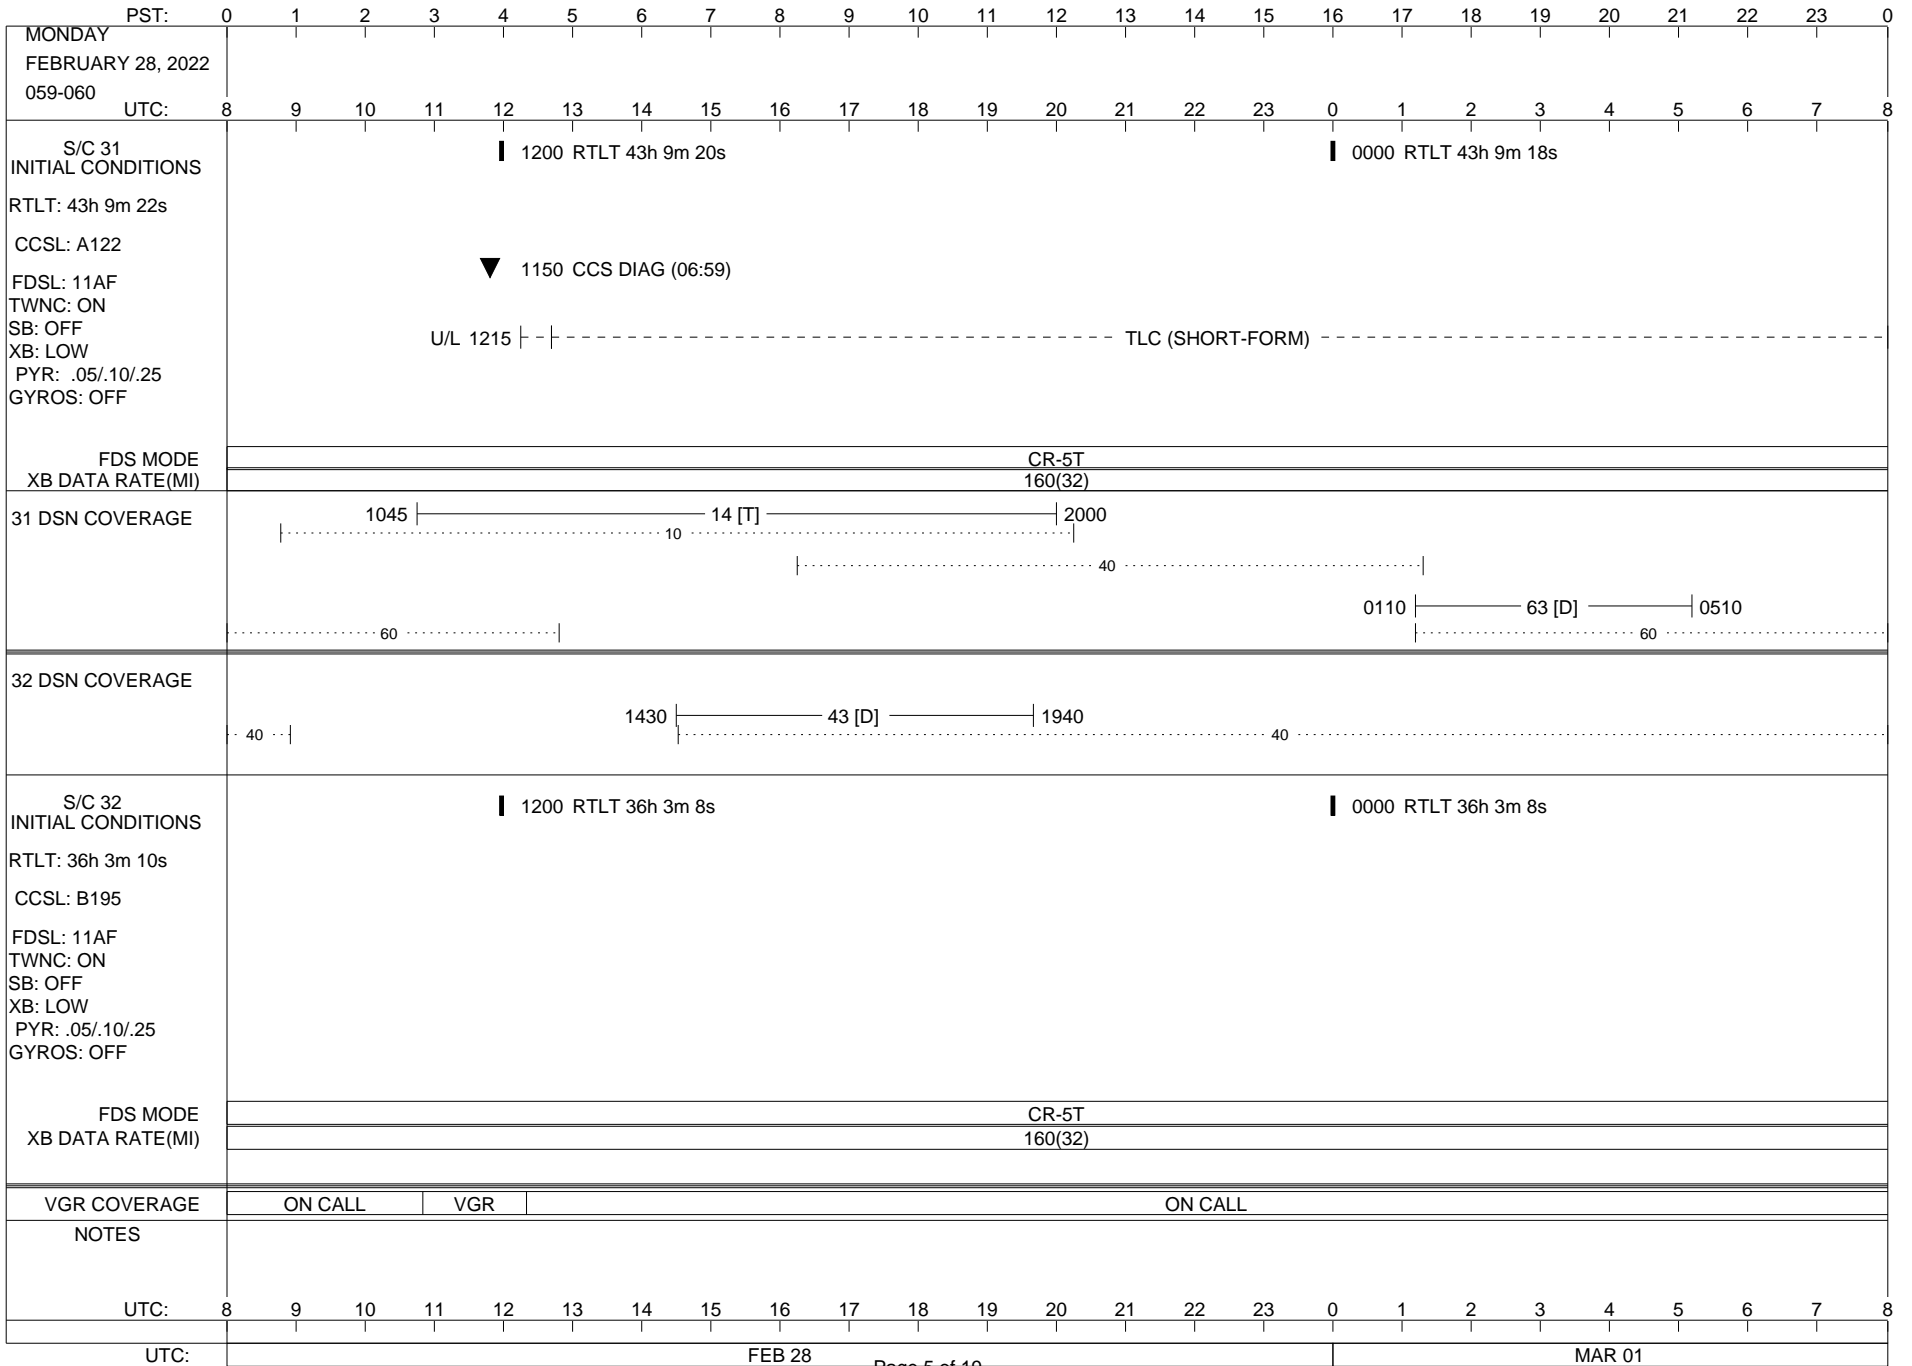 PST: 0 1 2 3 4 5 6 7 8 9 10 11 12 13 14 15 16 17 18 19 20 21 22 23 0
MONDAY
FEBRUARY 28, 2022
059-060
UTC: 8 9 10 11 12 13 14 15 16 17 18 19 20 21 22 23 0 1 2 3 4 5 6 7 8
S/C 31
INITIAL CONDITIONS
1200 RTLT 43h 9m 20s
0000 RTLT 43h 9m 18s
RTLT: 43h 9m 22s
CCSL: A122
1150 CCS DIAG (06:59)
FDSL: 11AF
TWNC: ON
SB: OFF
U/L 1215
TLC (SHORT-FORM)
XB: LOW
PYR: .05/.10/.25
GYROS: OFF
FDS MODE CR-5T
XB DATA RATE(MI) 160(32)
31 DSN COVERAGE
1045 14 [T] 2000
10
40
0110 63 [D] 0510
60 60
32 DSN COVERAGE
1430 43 [D] 1940
40 40
S/C 32
INITIAL CONDITIONS
1200 RTLT 36h 3m 8s
0000 RTLT 36h 3m 8s
RTLT: 36h 3m 10s
CCSL: B195
FDSL: 11AF
TWNC: ON
SB: OFF
XB: LOW
PYR: .05/.10/.25
GYROS: OFF
FDS MODE CR-5T
XB DATA RATE(MI) 160(32)
VGR COVERAGE ON CALL VGR ON CALL
NOTES
UTC: 8 9 10 11 12 13 14 15 16 17 18 19 20 21 22 23 0 1 2 3 4 5 6 7 8
UTC: FEB 28 MAR 01
Page 5 of 19